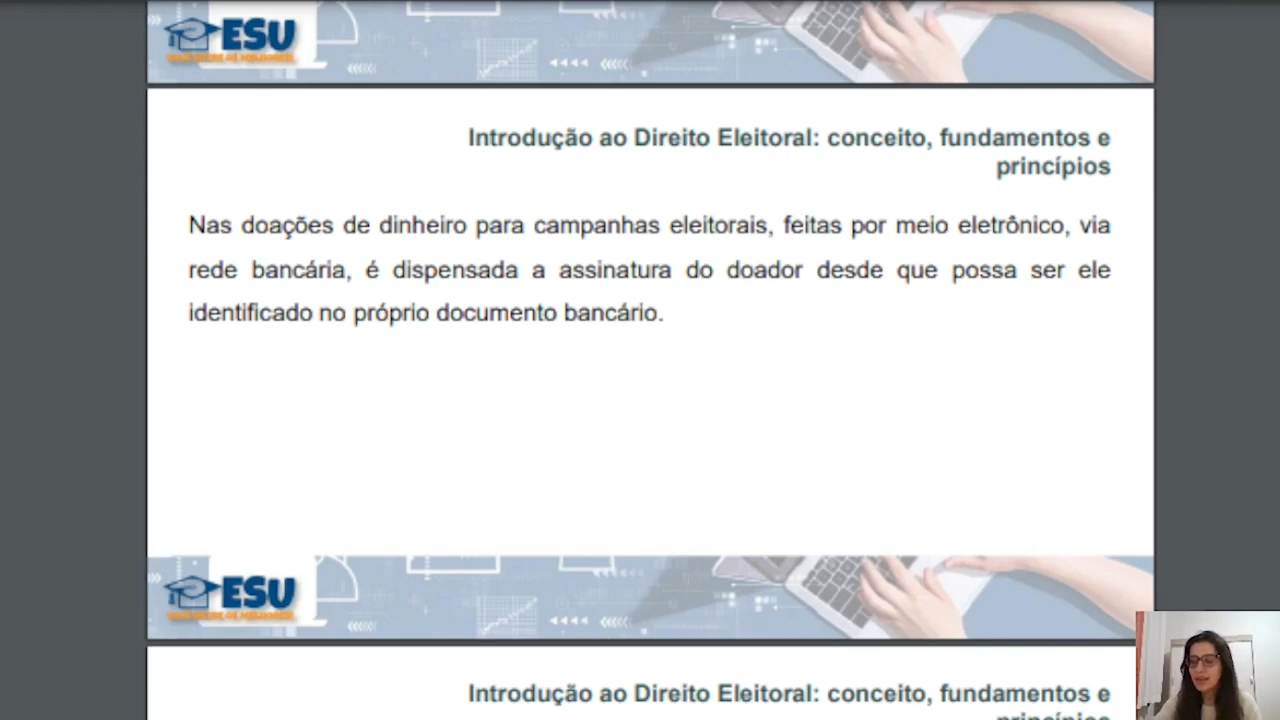 ESU
Introdução ao Direito Eleitoral: conceito, fundamentos e
princípios
Nas doações de dinheiro para campanhas eleitorais, feitas por meio eletrônico, via
rede bancária, é dispensada a assinatura do doador desde que possa ser ele
identificado no próprio documento bancário.
ESU
Introdução ao Direito Eleitoral: conceito, fundamentos e
princípios